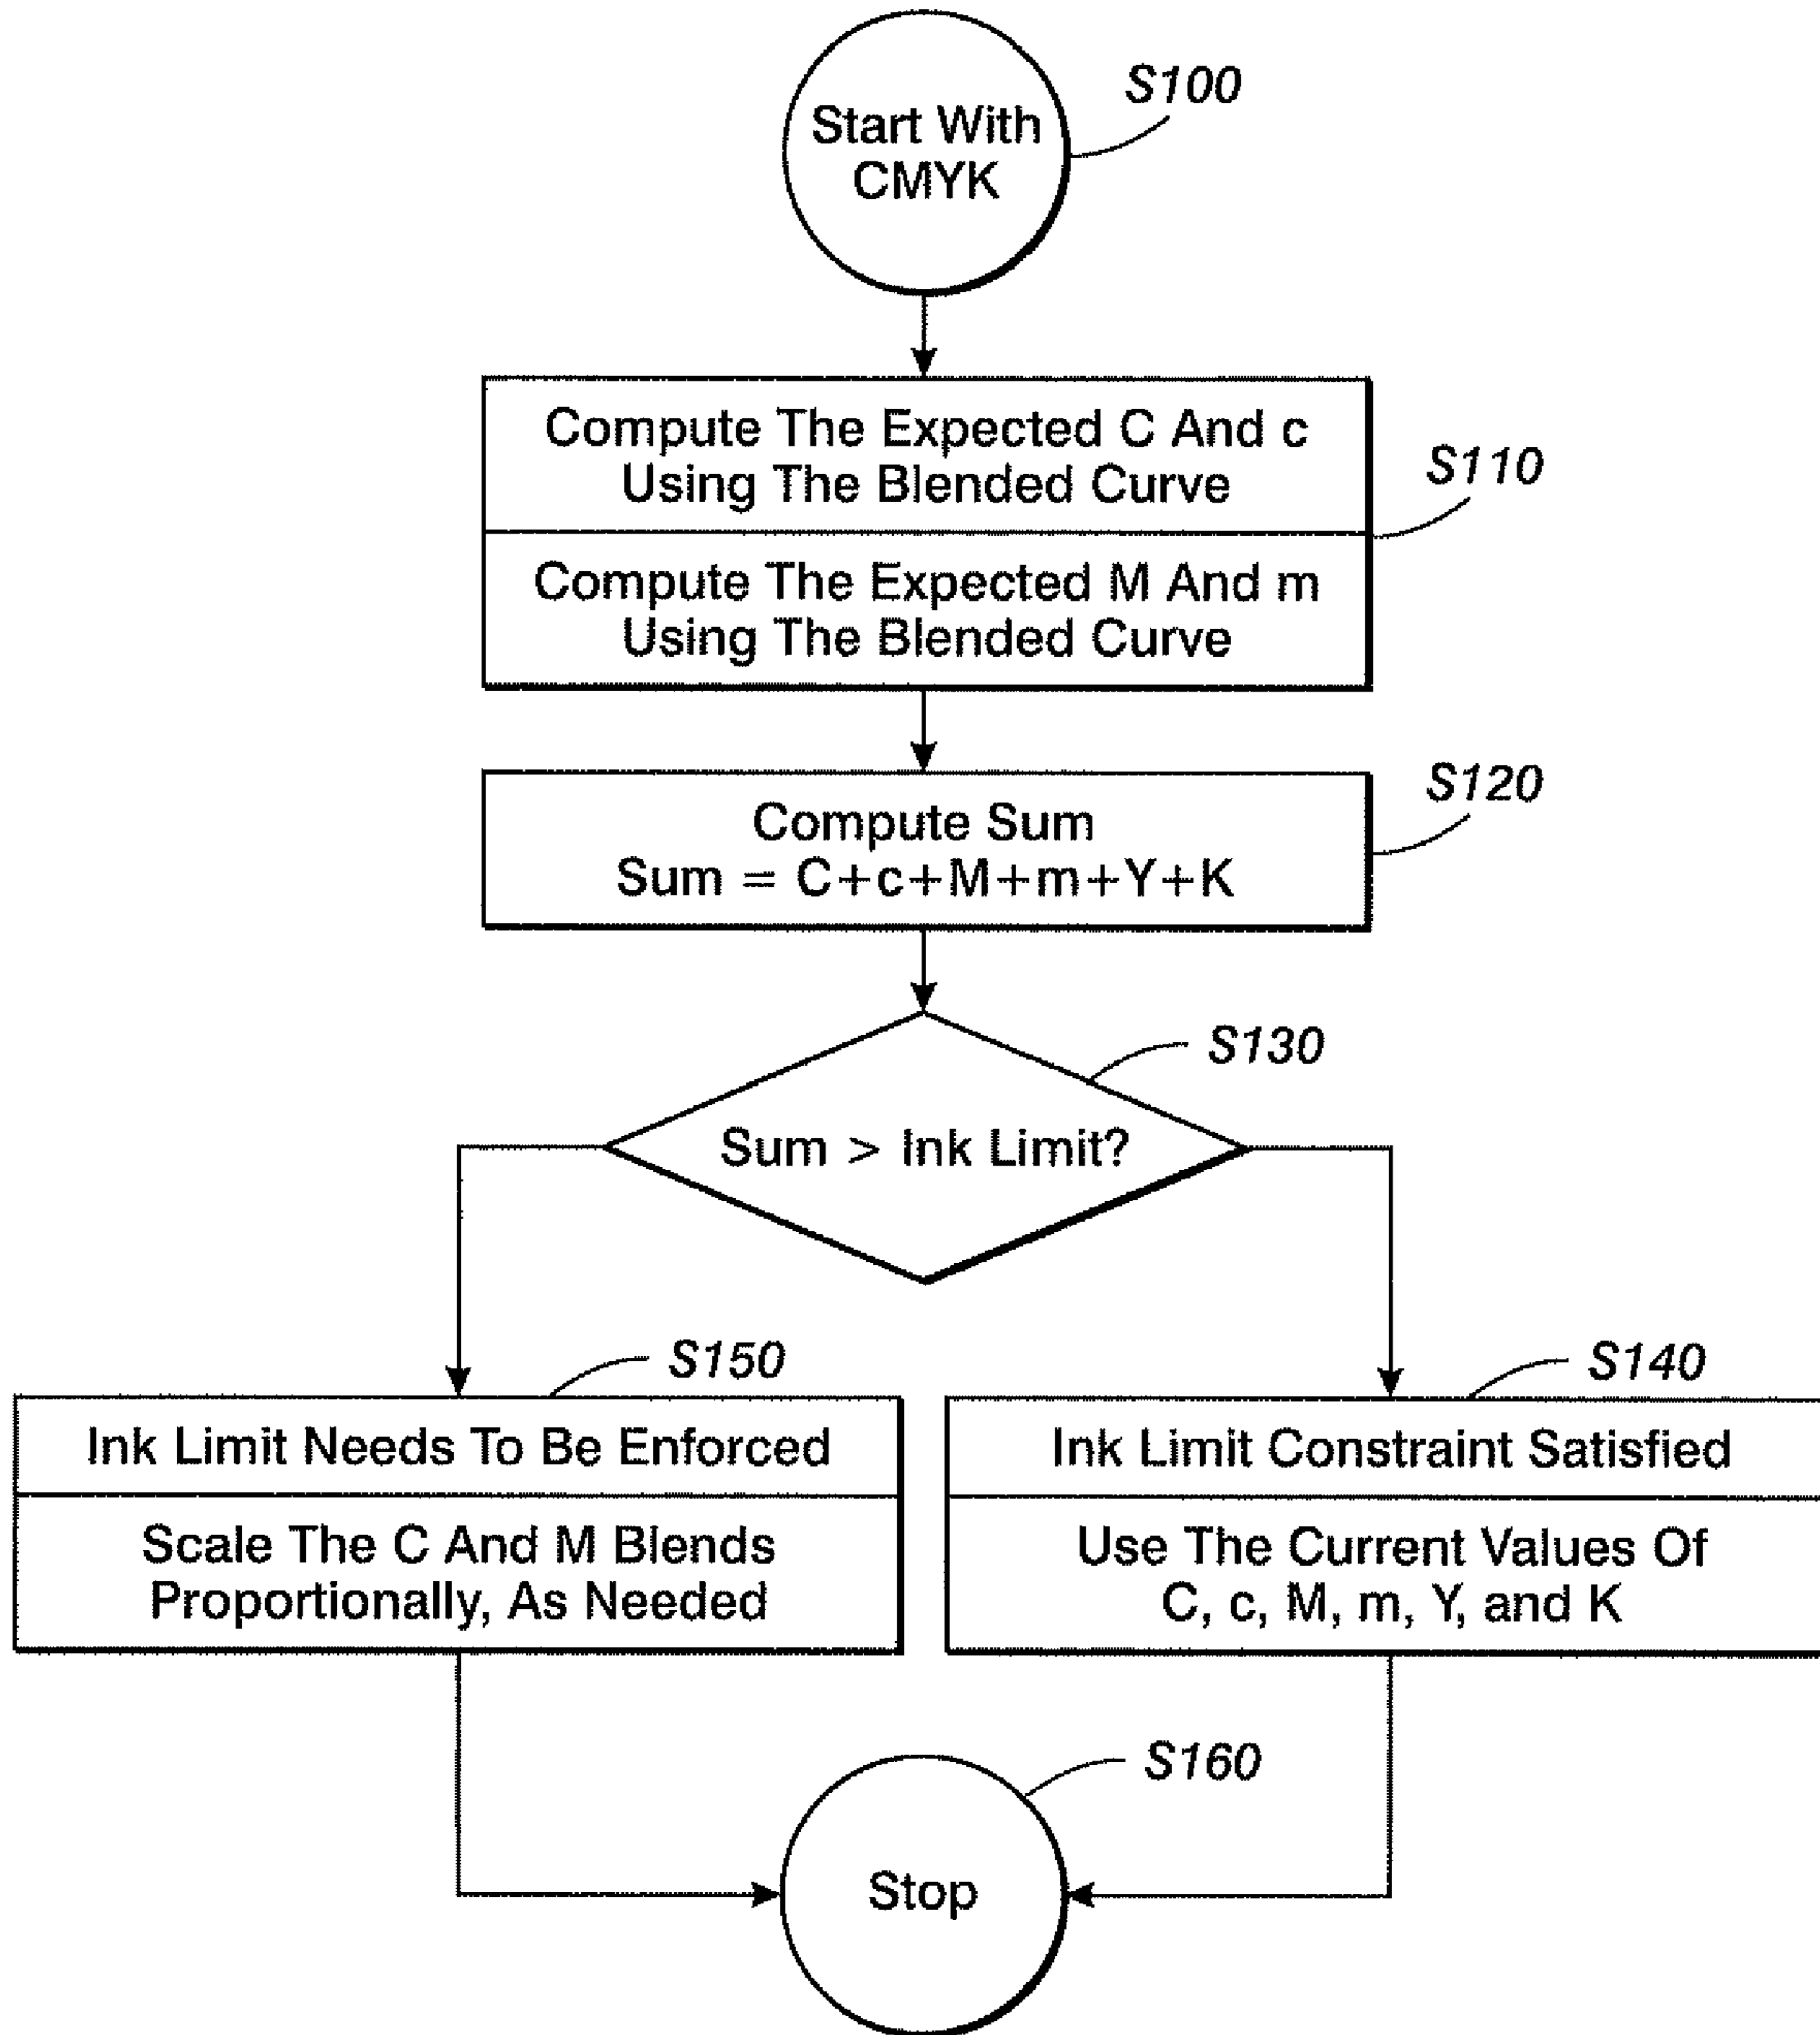 S100
Start With
CMYK
Compute The Expected C And c
Using The Blended Curve
S110
Compute The Expected M And m
Using The Blended Curve
S120
Compute Sum
Sum = C+c+M+m+Y+K
S130
Sum > Ink Limit?
S150
Ink Limit Needs To Be Enforced
Scale The C And M Blends
Proportionally, As Needed
S140
Ink Limit Constraint Satisfied
Use The Current Values Of
C, c, M, m, Y, and K
S160
Stop